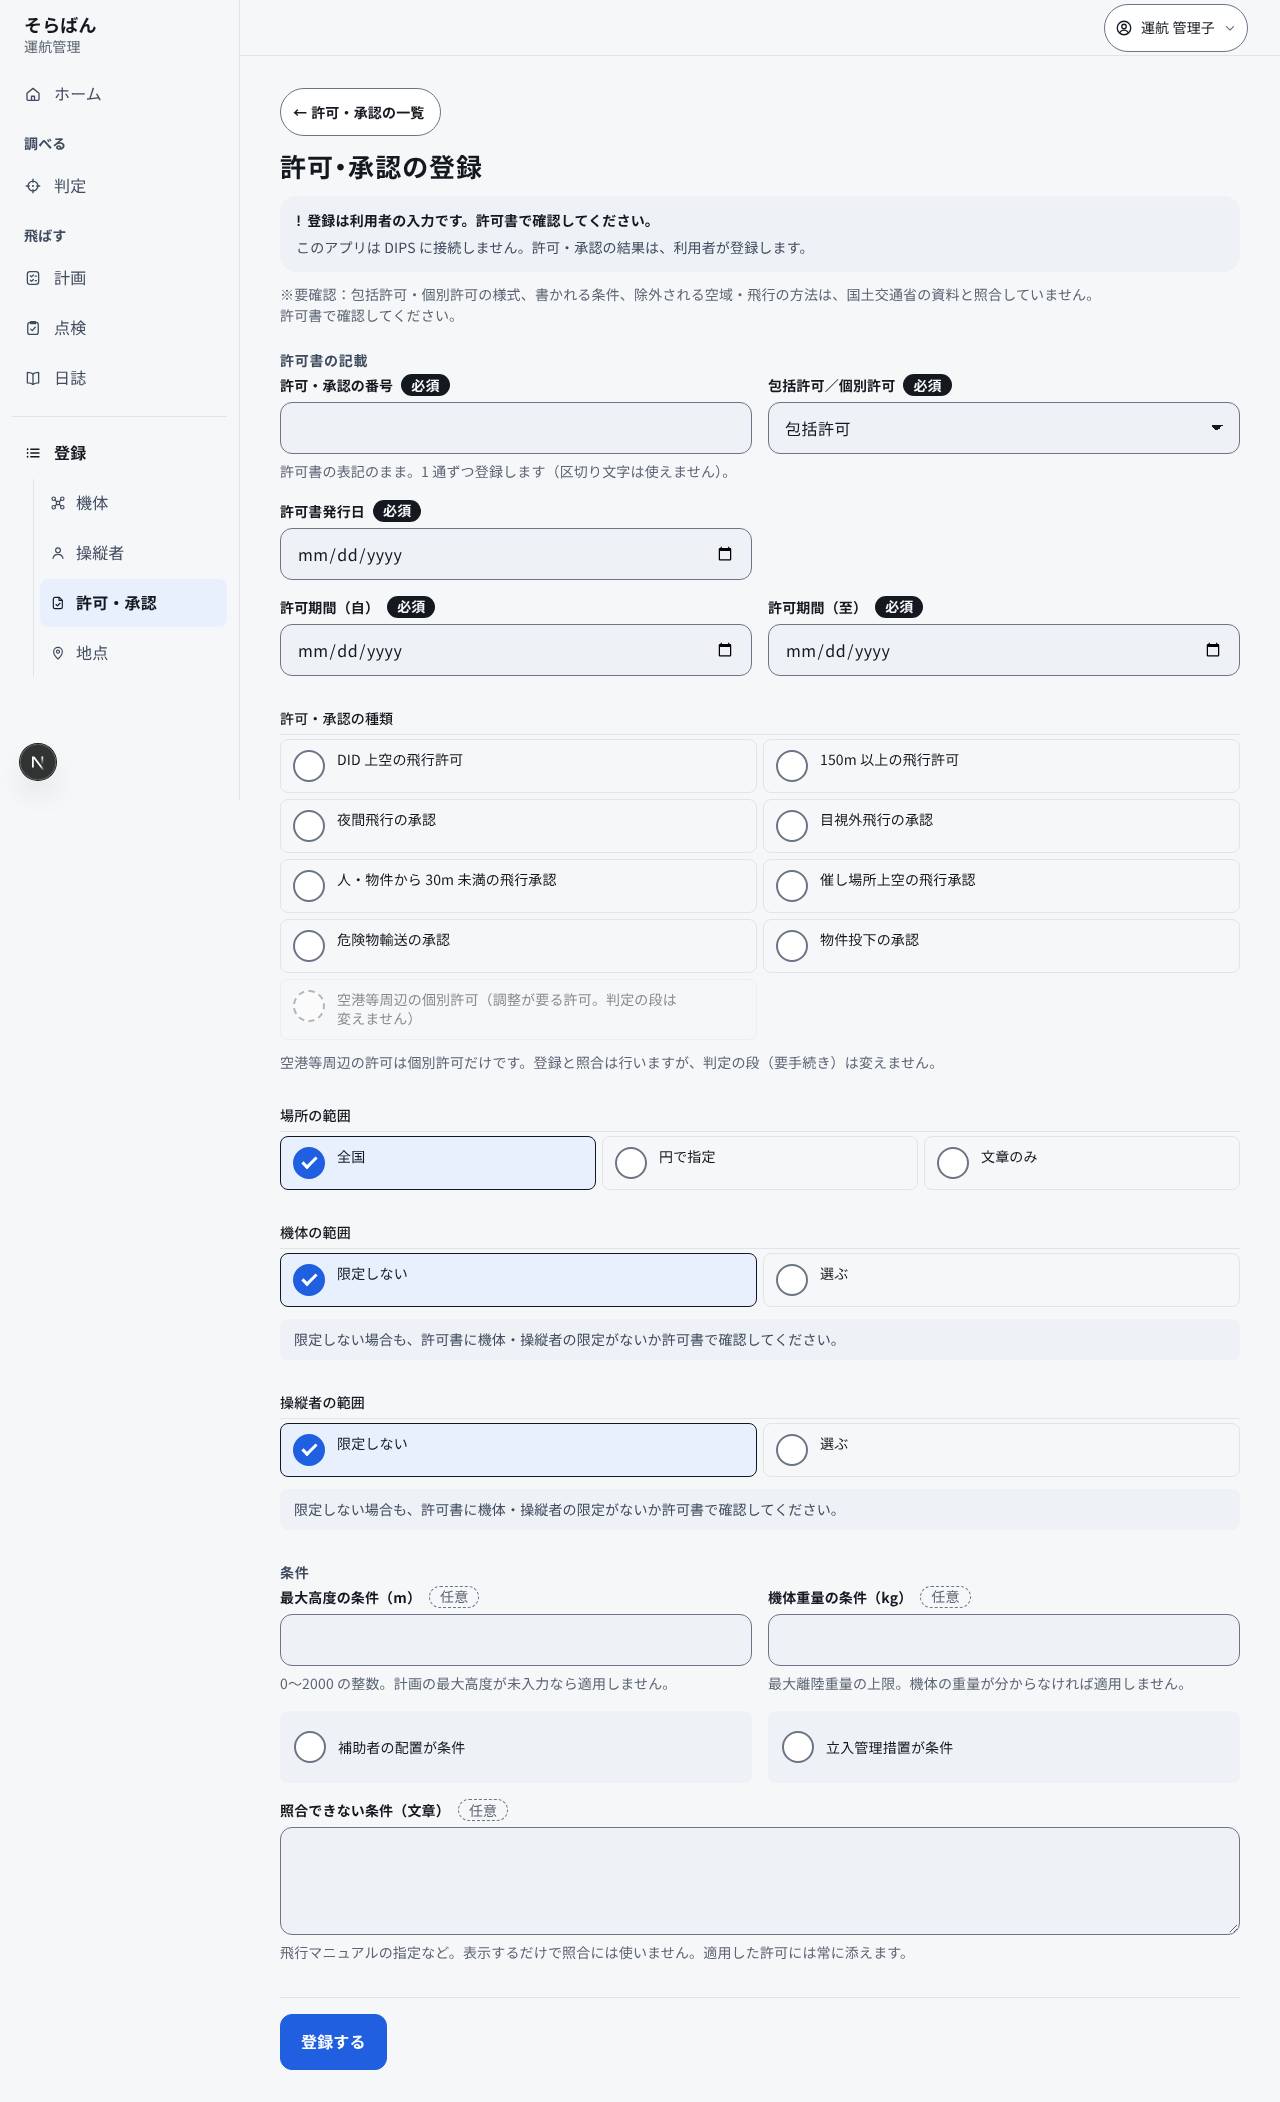 そらばん
運航管理
運航 管理子
ホーム
調べる
判定
飛ばす
計画
点検
日誌
登録
機体
操縦者
許可・承認
地点
N
← 許可・承認の一覧
許可・承認の登録
! 登録は利用者の入力です。許可書で確認してください。
このアプリは DIPS に接続しません。許可・承認の結果は、利用者が登録します。
※要確認：包括許可・個別許可の様式、書かれる条件、除外される空域・飛行の方法は、国土交通省の資料と照合していません。
許可書で確認してください。
許可書の記載
許可・承認の番号 必須
包括許可／個別許可 必須
包括許可
許可書の表記のまま。1 通ずつ登録します（区切り文字は使えません）。
許可書発行日 必須
mm/dd/yyyy
許可期間（自） 必須
許可期間（至） 必須
mm/dd/yyyy
mm/dd/yyyy
許可・承認の種類
DID 上空の飛行許可
150m 以上の飛行許可
夜間飛行の承認
目視外飛行の承認
人・物件から 30m 未満の飛行承認
催し場所上空の飛行承認
危険物輸送の承認
物件投下の承認
空港等周辺の個別許可（調整が要る許可。判定の段は
変えません）
空港等周辺の許可は個別許可だけです。登録と照合は行いますが、判定の段（要手続き）は変えません。
場所の範囲
全国
円で指定
文章のみ
機体の範囲
限定しない
選ぶ
限定しない場合も、許可書に機体・操縦者の限定がないか許可書で確認してください。
操縦者の範囲
限定しない
選ぶ
限定しない場合も、許可書に機体・操縦者の限定がないか許可書で確認してください。
条件
最大高度の条件（m） 任意
機体重量の条件（kg） 任意
0〜2000 の整数。計画の最大高度が未入力なら適用しません。
最大離陸重量の上限。機体の重量が分からなければ適用しません。
補助者の配置が条件
立入管理措置が条件
照合できない条件（文章） 任意
飛行マニュアルの指定など。表示するだけで照合には使いません。適用した許可には常に添えます。
登録する